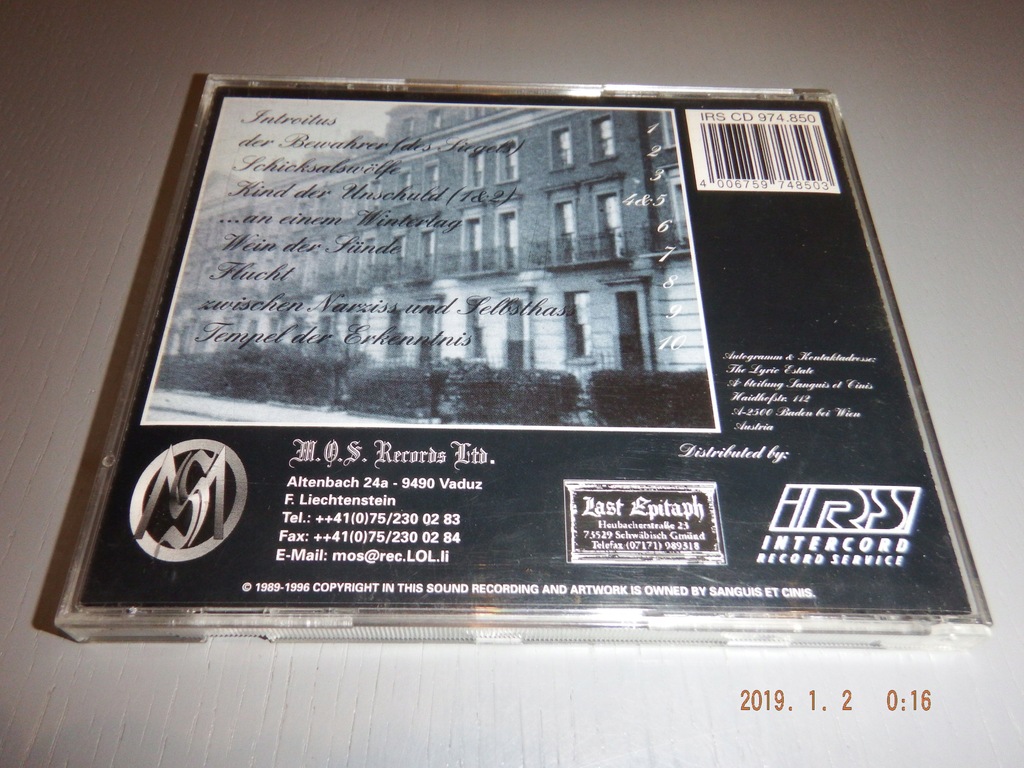 Introitus 1
der Bewahrer (des Siegels) 2
Schicksalswölfe 3
Kind der Unschuld (1&2) 4&5
...an einem Wintertag 6
Wein der Sünde 7
Flucht 8
zwischen Narziss und Selbsthass 9
Tempel der Erkenntnis 10
IRS CD 974.850
4 006759 748503
Autogramm & Kontaktadresse:
The Lyric Estate
Abteilung Sanguis et Cinis
Haidhofstr. 112
A-2500 Baden bei Wien
Austria
MOS
M.O.S. Records Ltd.
Altenbach 24a - 9490 Vaduz
F. Liechtenstein
Tel.: ++41(0)75/230 02 83
Fax: ++41(0)75/230 02 84
E-Mail: mos@rec.LOL.li
Distributed by:
Last Epitaph
Heubacherstraße 23
73529 Schwäbisch Gmünd
Telefax (07171) 989318
iRS
INTERCORD
RECORD SERVICE
© 1989-1996 COPYRIGHT IN THIS SOUND RECORDING AND ARTWORK IS OWNED BY SANGUIS ET CINIS.
2019. 1. 2 0:16